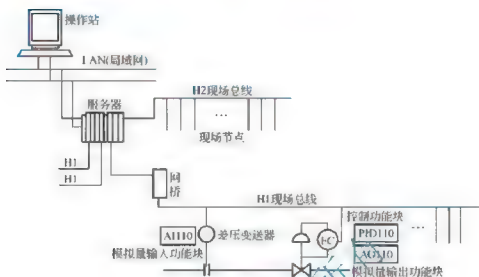 操作站
LAN(局域网)
H2现场总线
服务器
…
现场节点
H1
H1
网桥
H1现场总线
控制功能块
AI110
差压变送器
FC
PID110
…
模拟量输入功能块
AO110
模拟量输出功能块